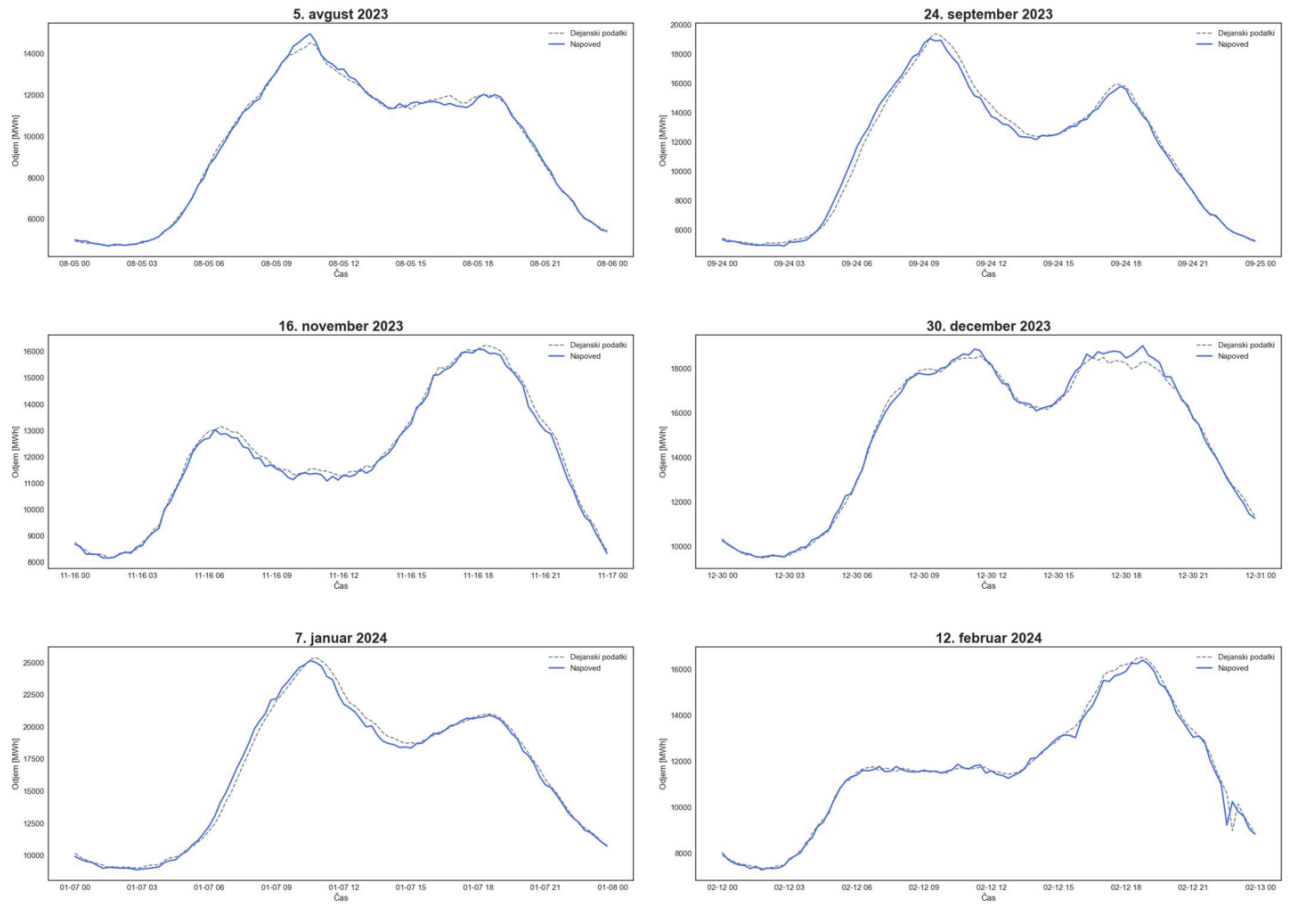 5. avgust 2023
Dejanski podatki
Napoved
Odjem [MWh]
14000
12000
10000
8000
6000
08-05 00 08-05 03 08-05 06 08-05 09 08-05 12 08-05 15 08-05 18 08-05 21 08-06 00
Čas
24. september 2023
Dejanski podatki
Napoved
Odjem [MWh]
20000
18000
16000
14000
12000
10000
8000
6000
09-24 00 09-24 03 09-24 06 09-24 09 09-24 12 09-24 15 09-24 18 09-24 21 09-25 00
Čas
16. november 2023
Dejanski podatki
Napoved
Odjem [MWh]
16000
15000
14000
13000
12000
11000
10000
9000
8000
11-16 00 11-16 03 11-16 06 11-16 09 11-16 12 11-16 15 11-16 18 11-16 21 11-17 00
Čas
30. december 2023
Dejanski podatki
Napoved
Odjem [MWh]
18000
16000
14000
12000
10000
12-30 00 12-30 03 12-30 06 12-30 09 12-30 12 12-30 15 12-30 18 12-30 21 12-31 00
Čas
7. januar 2024
Dejanski podatki
Napoved
Odjem [MWh]
25000
22500
20000
17500
15000
12500
10000
01-07 00 01-07 03 01-07 06 01-07 09 01-07 12 01-07 15 01-07 18 01-07 21 01-08 00
Čas
12. februar 2024
Dejanski podatki
Napoved
Odjem [MWh]
16000
14000
12000
10000
8000
02-12 00 02-12 03 02-12 06 02-12 09 02-12 12 02-12 15 02-12 18 02-12 21 02-13 00
Čas